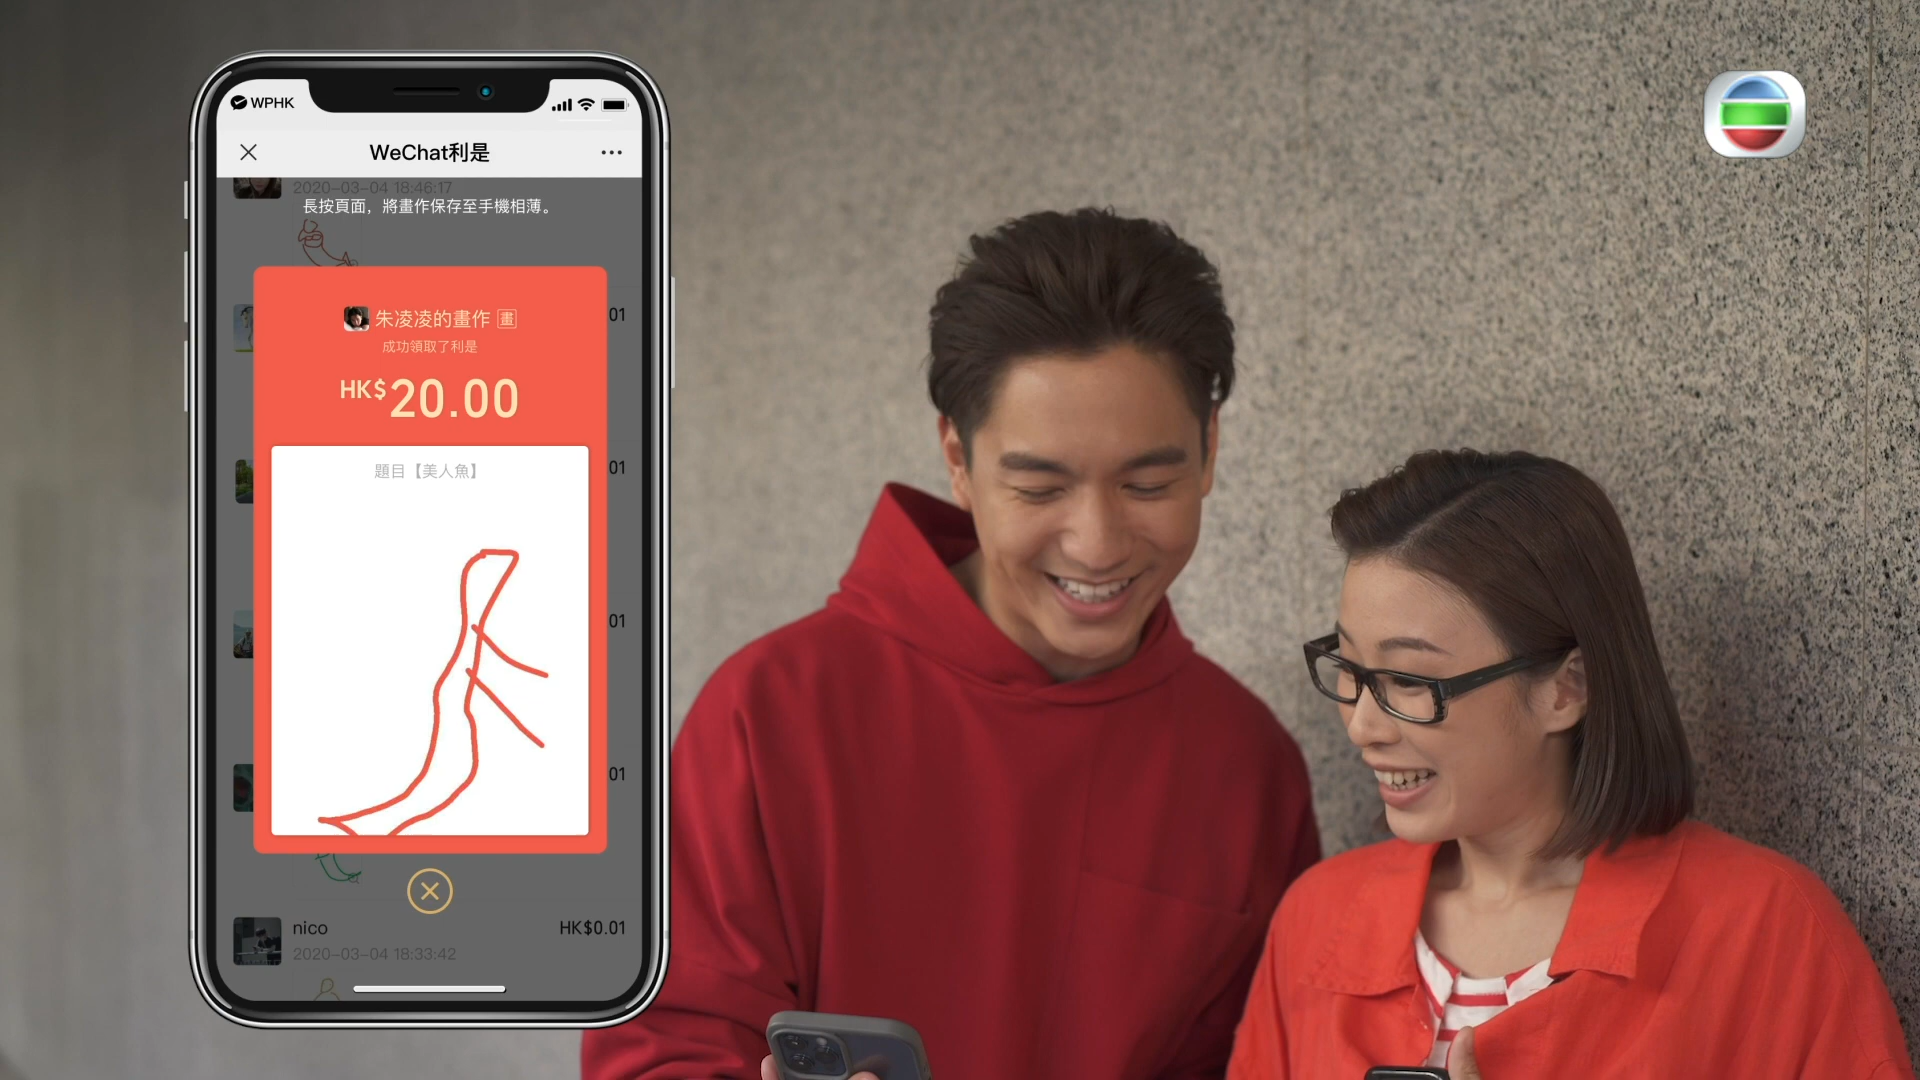 WPHK
WeChat利是
2020-03-04 18:46:17
長按頁面，將畫作保存至手機相薄。
朱凌凌的畫作 畫
成功領取了利是
HK$20.00
題目【美人魚】
01
01
01
01
nico
HK$0.01
2020-03-04 18:33:42